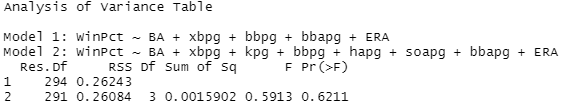 Analysis of Variance Table
Model 1: WinPct ~ BA + xbpg + bbpg + bbapg + ERA
Model 2: WinPct ~ BA + xbpg + kpg + bbpg + hapg + soapg + bbapg + ERA
Res.Df RSS Df Sum of Sq F Pr(>F)
1 294 0.26243
2 291 0.26084 3 0.0015902 0.5913 0.6211